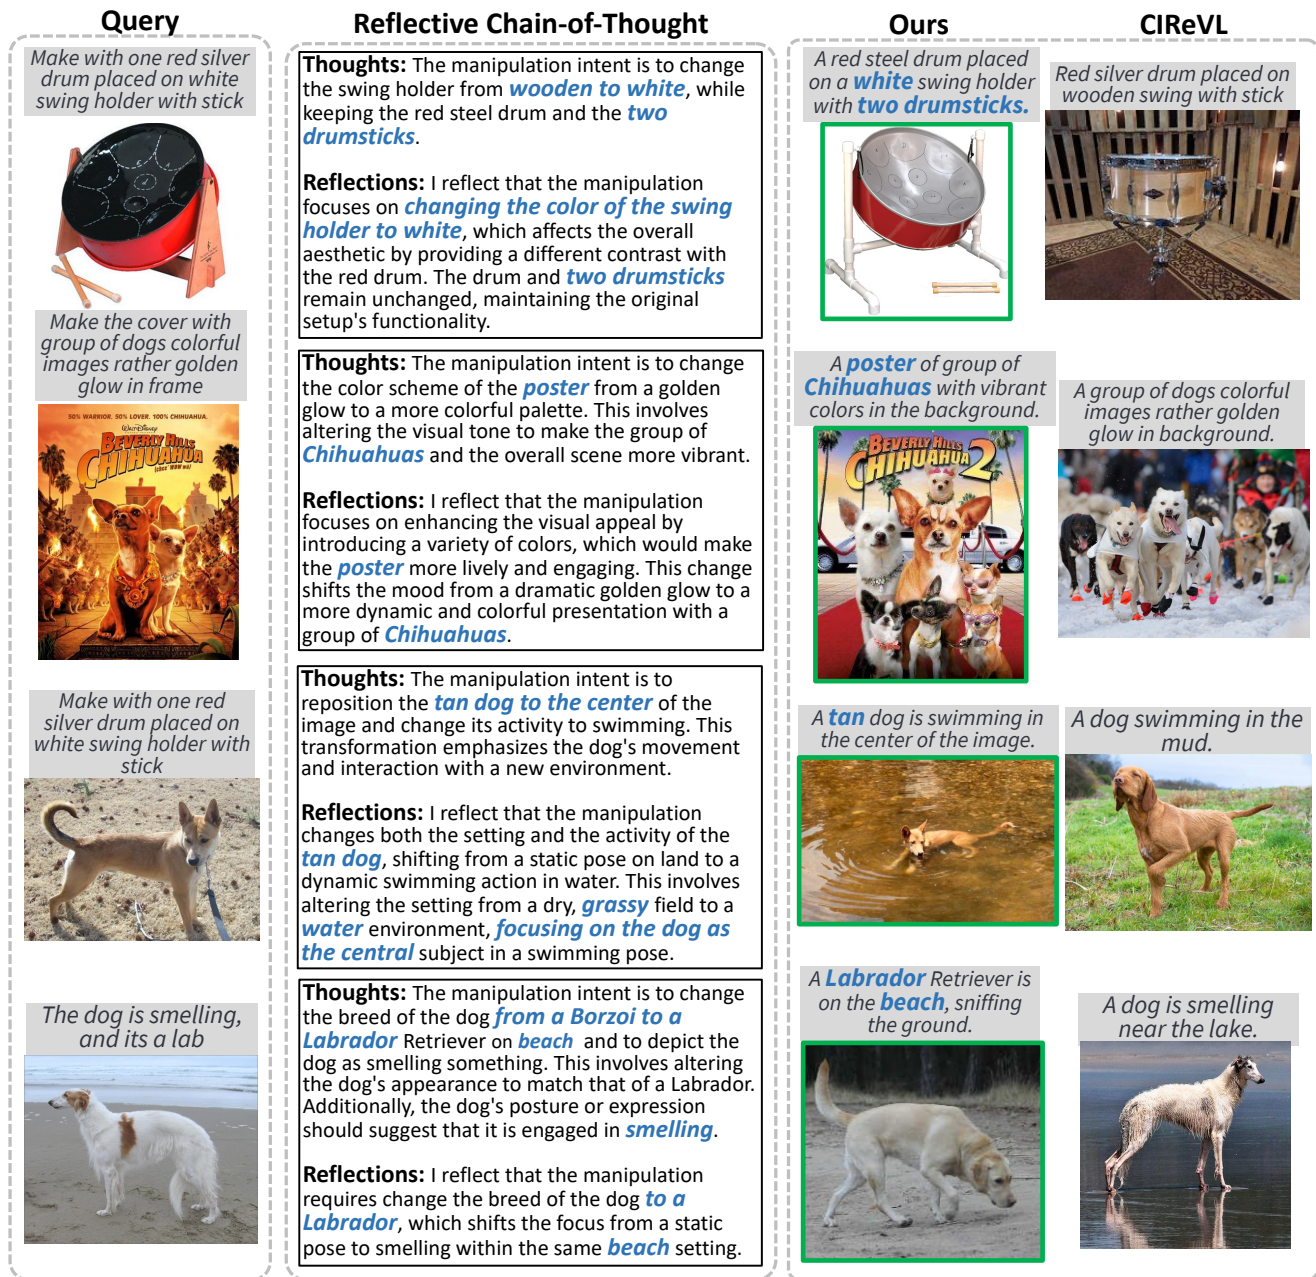 Query
Make with one red silver
drum placed on white
swing holder with stick
Make the cover with
group of dogs colorful
images rather golden
glow in frame
50% WARRIOR. 50% LOVER. 100% CHIHUAHUA.
WALT DISNEY
BEVERLY HILLS
CHIHUAHUA
Make with one red
silver drum placed on
white swing holder with
stick
The dog is smelling,
and its a lab
Reflective Chain-of-Thought
Thoughts: The manipulation intent is to change
the swing holder from wooden to white, while
keeping the red steel drum and the two
drumsticks.
Reflections: I reflect that the manipulation
focuses on changing the color of the swing
holder to white, which affects the overall
aesthetic by providing a different contrast with
the red drum. The drum and two drumsticks
remain unchanged, maintaining the original
setup's functionality.
Thoughts: The manipulation intent is to change
the color scheme of the poster from a golden
glow to a more colorful palette. This involves
altering the visual tone to make the group of
Chihuahuas and the overall scene more vibrant.
Reflections: I reflect that the manipulation
focuses on enhancing the visual appeal by
introducing a variety of colors, which would make
the poster more lively and engaging. This change
shifts the mood from a dramatic golden glow to a
more dynamic and colorful presentation with a
group of Chihuahuas.
Thoughts: The manipulation intent is to
reposition the tan dog to the center of the
image and change its activity to swimming. This
transformation emphasizes the dog's movement
and interaction with a new environment.
Reflections: I reflect that the manipulation
changes both the setting and the activity of the
tan dog, shifting from a static pose on land to a
dynamic swimming action in water. This involves
altering the setting from a dry, grassy field to a
water environment, focusing on the dog as
the central subject in a swimming pose.
Thoughts: The manipulation intent is to change
the breed of the dog from a Borzoi to a
Labrador Retriever on beach and to depict the
dog as smelling something. This involves altering
the dog's appearance to match that of a Labrador.
Additionally, the dog's posture or expression
should suggest that it is engaged in smelling.
Reflections: I reflect that the manipulation
requires change the breed of the dog to a
Labrador, which shifts the focus from a static
pose to smelling within the same beach setting.
Ours
A red steel drum placed
on a white swing holder
with two drumsticks.
A poster of group of
Chihuahuas with vibrant
colors in the background.
BEVERLY HILLS
CHIHUAHUA 2
A tan dog is swimming in
the center of the image.
A Labrador Retriever is
on the beach, sniffing
the ground.
CIReVL
Red silver drum placed on
wooden swing with stick
A group of dogs colorful
images rather golden
glow in background.
A dog swimming in the
mud.
A dog is smelling
near the lake.